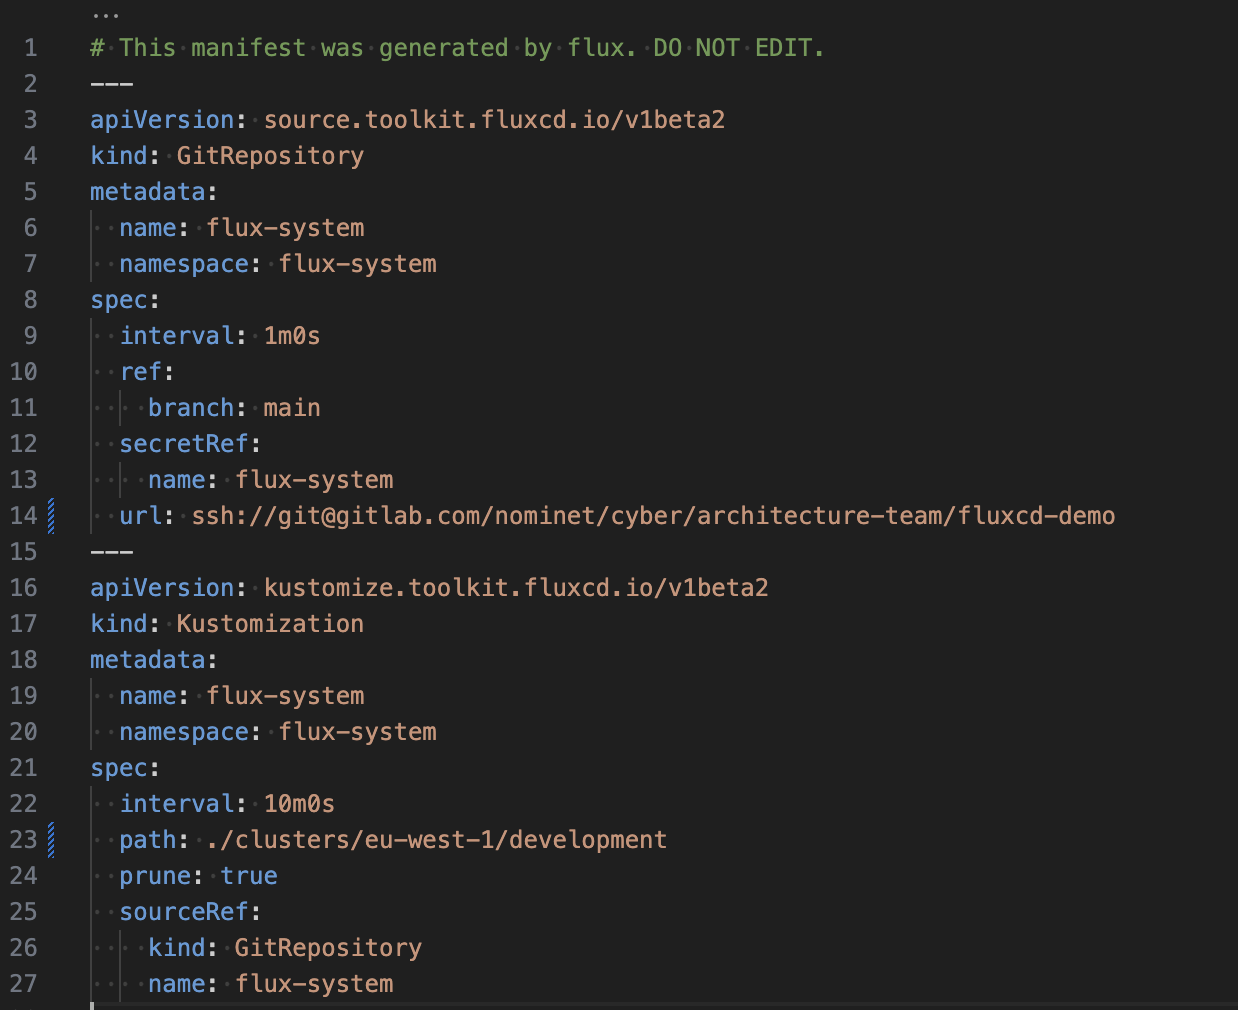 ...
1 # This manifest was generated by flux. DO NOT EDIT.
2 ---
3 apiVersion: source.toolkit.fluxcd.io/v1beta2
4 kind: GitRepository
5 metadata:
6   name: flux-system
7   namespace: flux-system
8 spec:
9   interval: 1m0s
10   ref:
11     branch: main
12   secretRef:
13     name: flux-system
14   url: ssh://git@gitlab.com/nominet/cyber/architecture-team/fluxcd-demo
15 ---
16 apiVersion: kustomize.toolkit.fluxcd.io/v1beta2
17 kind: Kustomization
18 metadata:
19   name: flux-system
20   namespace: flux-system
21 spec:
22   interval: 10m0s
23   path: ./clusters/eu-west-1/development
24   prune: true
25   sourceRef:
26     kind: GitRepository
27     name: flux-system